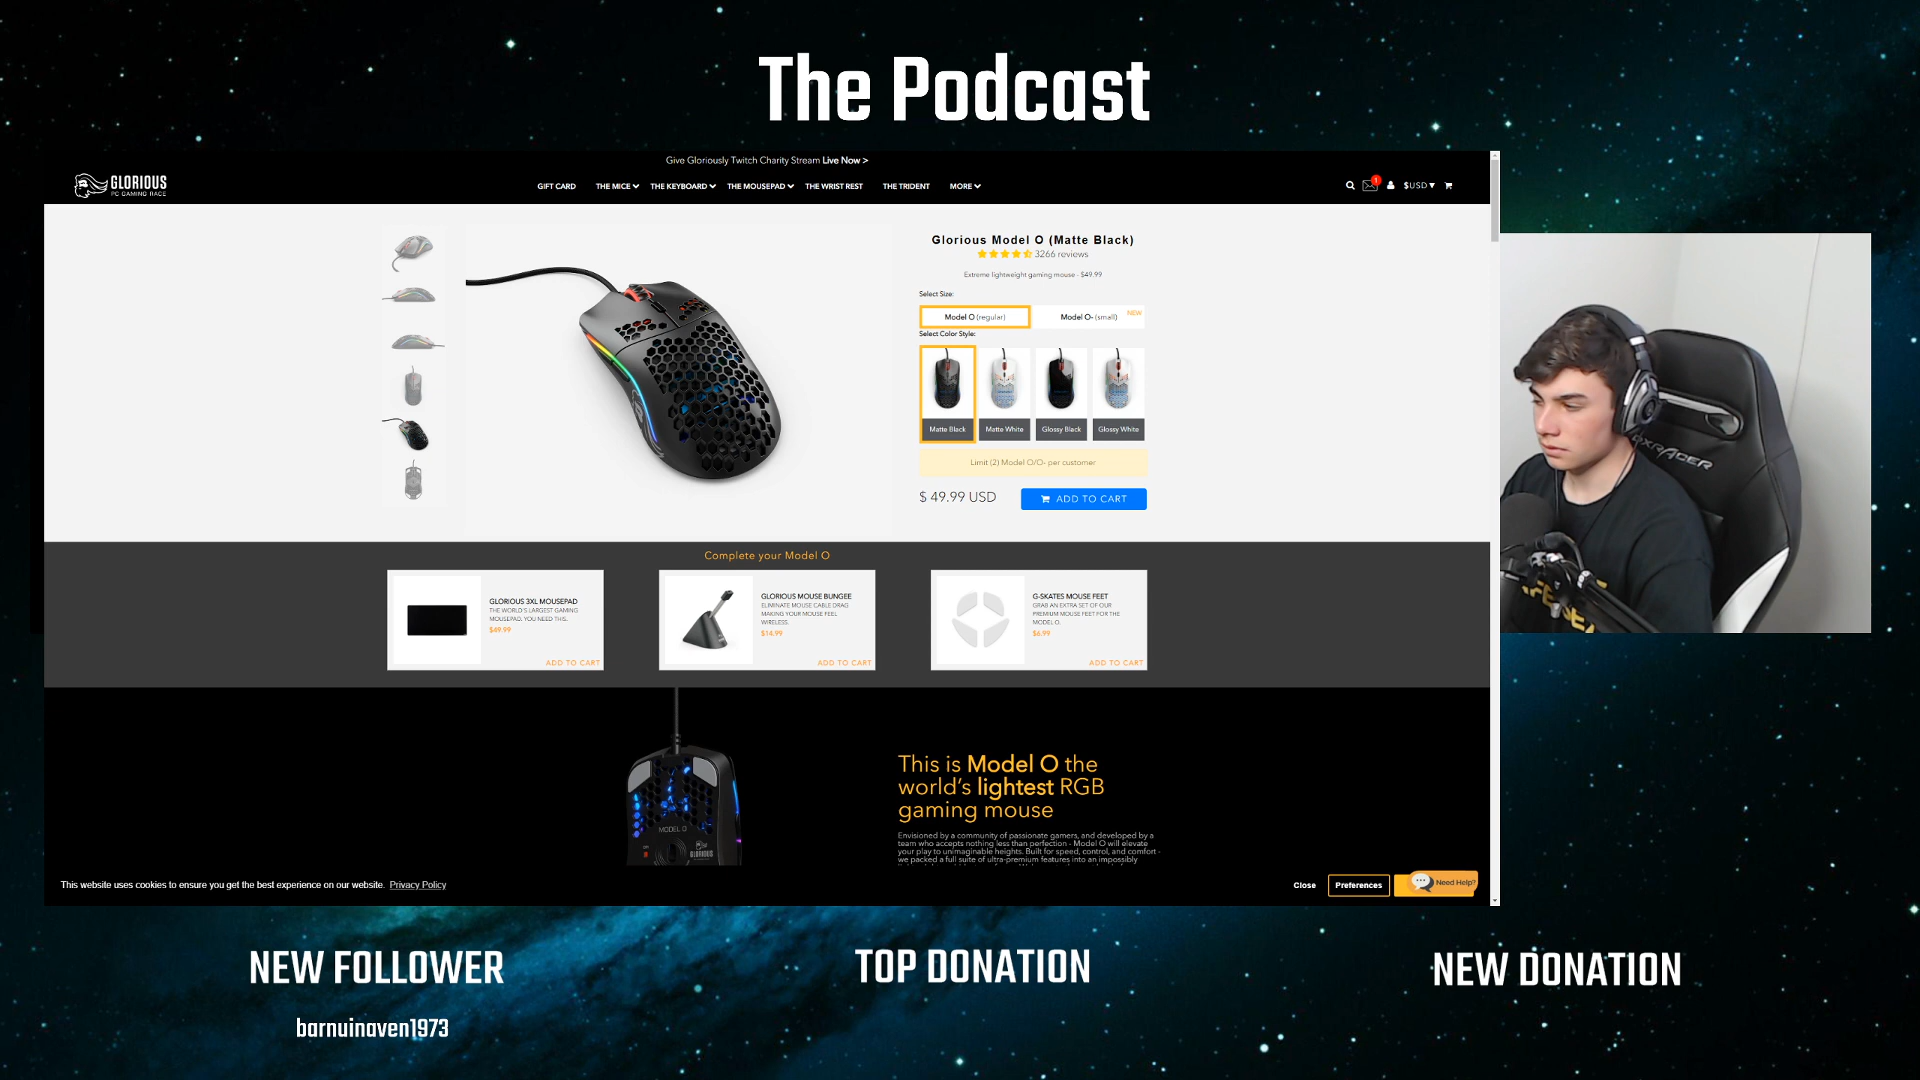 The Podcast
Give Gloriously Twitch Charity Stream Live Now >
GLORIOUS
PC GAMING RACE
GIFT CARD THE MICE THE KEYBOARD THE MOUSEPAD THE WRIST REST THE TRIDENT MORE
1
$USD▼
Glorious Model O (Matte Black)
3266 reviews
Extreme lightweight gaming mouse - $49.99
Select Size:
Model O (regular) Model O- (small) NEW
Select Color Style:
Matte Black Matte White Glossy Black Glossy White
Limit (2) Model O/O- per customer
$ 49.99 USD ADD TO CART
DXRACER
Complete your Model O
GLORIOUS 3XL MOUSEPAD
THE WORLD'S LARGEST GAMING
MOUSEPAD. YOU NEED THIS.
$49.99
ADD TO CART
GLORIOUS MOUSE BUNGEE
ELIMINATE MOUSE CABLE DRAG
MAKING YOUR MOUSE FEEL
WIRELESS.
$14.99
ADD TO CART
G-SKATES MOUSE FEET
GRAB AN EXTRA SET OF OUR
PREMIUM MOUSE FEET FOR THE
MODEL O.
$6.99
ADD TO CART
MODEL O
GLORIOUS
This is Model O the
world's lightest RGB
gaming mouse
Envisioned by a community of passionate gamers, and developed by a
team who accepts nothing less than perfection - Model O will elevate
your play to unimaginable heights. Built for speed, control, and comfort -
we packed a full suite of ultra-premium features into an impossibly
This website uses cookies to ensure you get the best experience on our website. Privacy Policy
Close Preferences Need Help?
NEW FOLLOWER
barnuinaven1973
TOP DONATION
NEW DONATION